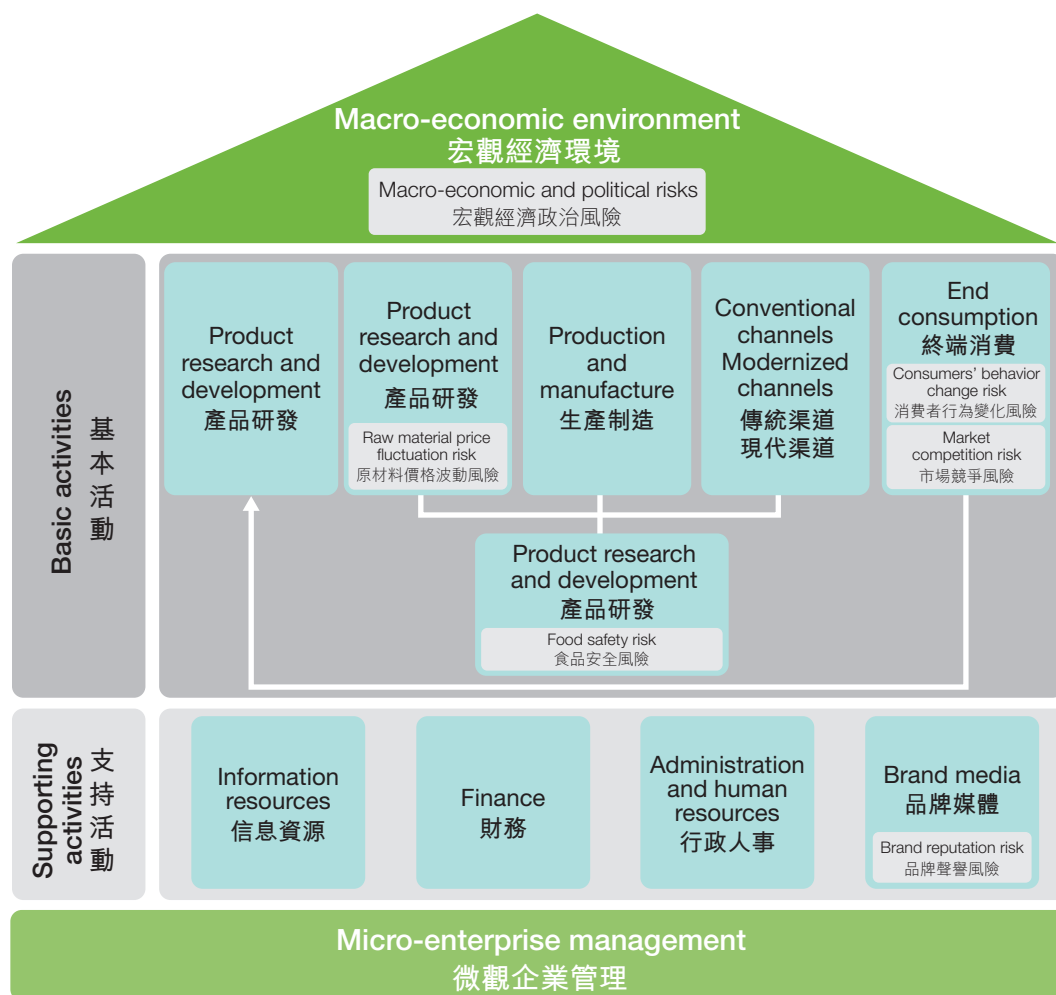 Macro-economic environment
宏觀經濟環境
Macro-economic and political risks
宏觀經濟政治風險
Basic activities
基本活動
Product
research and
development
產品研發
Product
research and
development
產品研發
Raw material price
fluctuation risk
原材料價格波動風險
Production
and
manufacture
生產制造
Conventional
channels
Modernized
channels
傳統渠道
現代渠道
End
consumption
終端消費
Consumers' behavior
change risk
消費者行為變化風險
Market
competition risk
市場競爭風險
Product research
and development
產品研發
Food safety risk
食品安全風險
Supporting
activities
支持活動
Information
resources
信息資源
Finance
財務
Administration
and human
resources
行政人事
Brand media
品牌媒體
Brand reputation risk
品牌聲譽風險
Micro-enterprise management
微觀企業管理